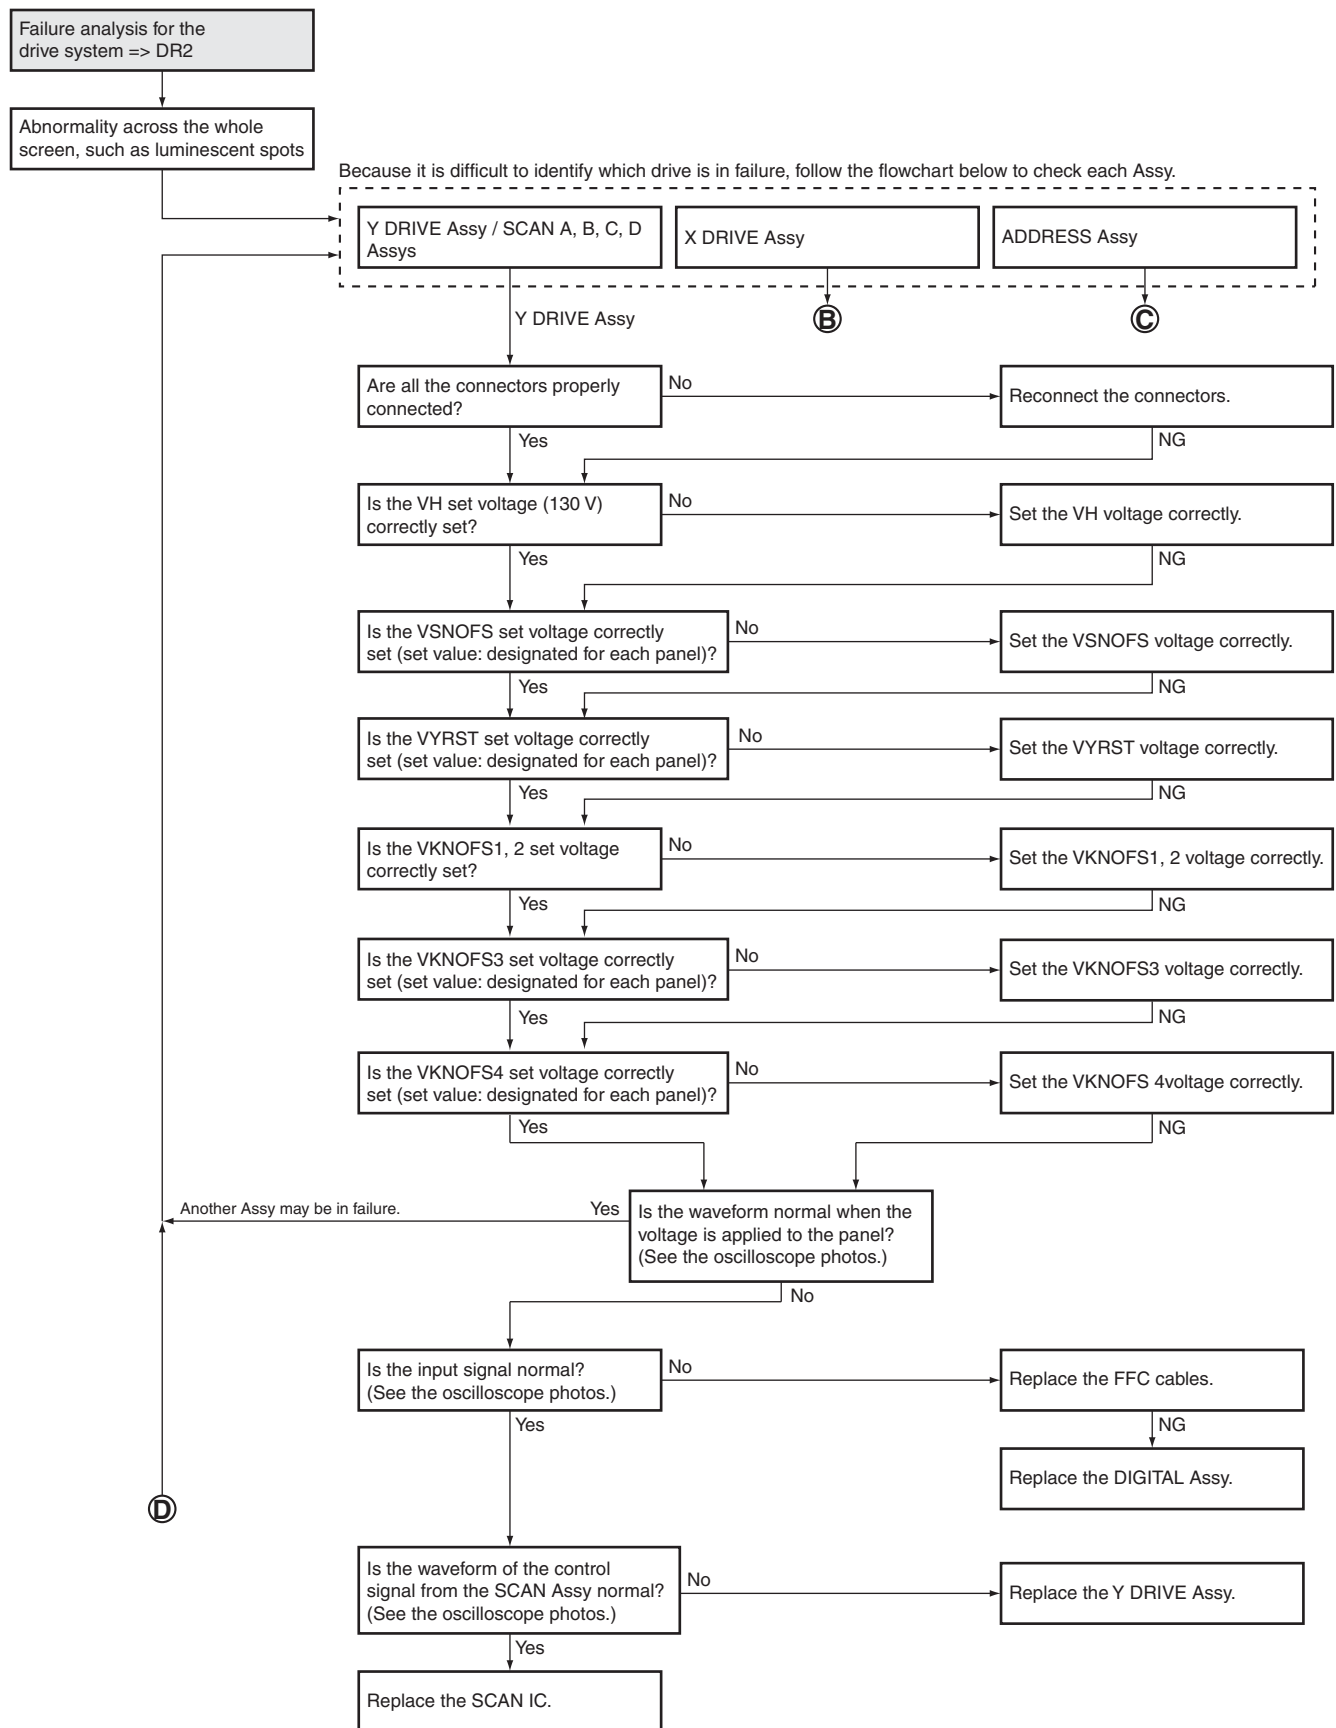 Failure analysis for the
drive system => DR2
Abnormality across the whole
screen, such as luminescent spots
Because it is difficult to identify which drive is in failure, follow the flowchart below to check each Assy.
Y DRIVE Assy / SCAN A, B, C, D
Assys
X DRIVE Assy
ADDRESS Assy
Y DRIVE Assy
B
C
Are all the connectors properly
connected?
No
Reconnect the connectors.
Yes
NG
Is the VH set voltage (130 V)
correctly set?
No
Set the VH voltage correctly.
Yes
NG
Is the VSNOFS set voltage correctly
set (set value: designated for each panel)?
No
Set the VSNOFS voltage correctly.
Yes
NG
Is the VYRST set voltage correctly
set (set value: designated for each panel)?
No
Set the VYRST voltage correctly.
Yes
NG
Is the VKNOFS1, 2 set voltage
correctly set?
No
Set the VKNOFS1, 2 voltage correctly.
Yes
NG
Is the VKNOFS3 set voltage correctly
set (set value: designated for each panel)?
No
Set the VKNOFS3 voltage correctly.
Yes
NG
Is the VKNOFS4 set voltage correctly
set (set value: designated for each panel)?
No
Set the VKNOFS 4voltage correctly.
Yes
NG
Another Assy may be in failure.
Yes
Is the waveform normal when the
voltage is applied to the panel?
(See the oscilloscope photos.)
No
Is the input signal normal?
(See the oscilloscope photos.)
No
Replace the FFC cables.
Yes
NG
Replace the DIGITAL Assy.
D
Is the waveform of the control
signal from the SCAN Assy normal?
(See the oscilloscope photos.)
No
Replace the Y DRIVE Assy.
Yes
Replace the SCAN IC.